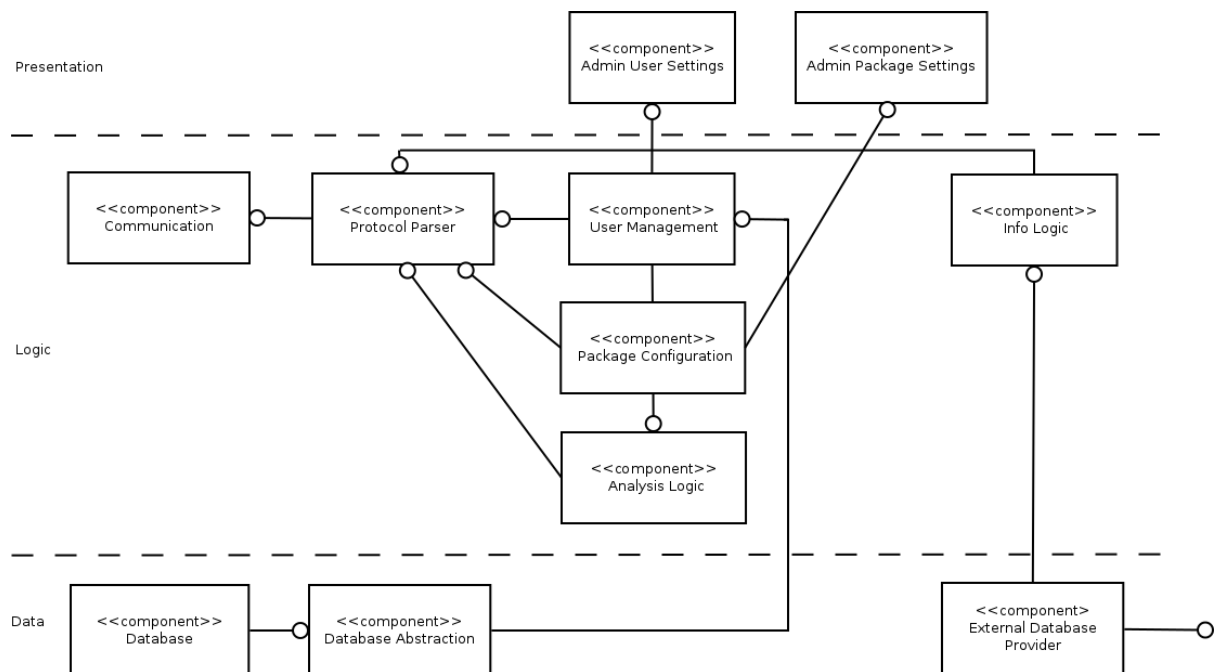 <<component>>
Admin User Settings
<<component>>
Admin Package Settings
Presentation
<<component>>
Communication
<<component>>
Protocol Parser
<<component>>
User Management
<<component>>
Info Logic
Logic
<<component>>
Package Configuration
<<component>>
Analysis Logic
Data
<<component>>
Database
<<component>>
Database Abstraction
<<component>
External Database
Provider